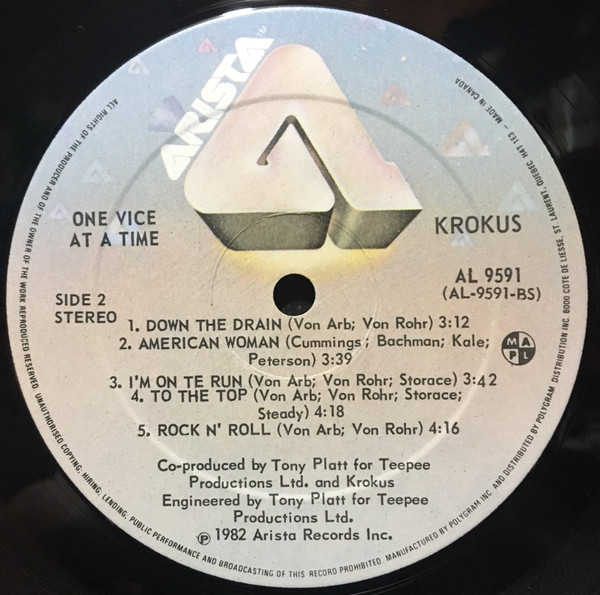 ARISTA
ONE VICE
AT A TIME
KROKUS
SIDE 2
STEREO
AL 9591
(AL-9591-BS)
1. DOWN THE DRAIN (Von Arb; Von Rohr) 3:12
2. AMERICAN WOMAN (Cummings; Bachman; Kale;
Peterson) 3:39
3. I'M ON TE RUN (Von Arb; Von Rohr; Storace) 3:42
4. TO THE TOP (Von Arb; Von Rohr; Storace;
Steady) 4:18
5. ROCK N' ROLL (Von Arb; Von Rohr) 4:16
M A P L
Co-produced by Tony Platt for Teepee
Productions Ltd. and Krokus
Engineered by Tony Platt for Teepee
Productions Ltd.
℗ 1982 Arista Records Inc.
ALL RIGHTS OF THE PRODUCER AND OF THE OWNER OF THE WORK REPRODUCED RESERVED. UNAUTHORISED COPYING, HIRING, LENDING, PUBLIC PERFORMANCE AND BROADCASTING OF THIS RECORD PROHIBITED. MANUFACTURED BY POLYGRAM INC. AND DISTRIBUTED BY POLYGRAM DISTRIBUTION INC. 6000 COTE DE LIESSE, ST LAURENT, QUEBEC H4T 1E3 – MADE IN CANADA